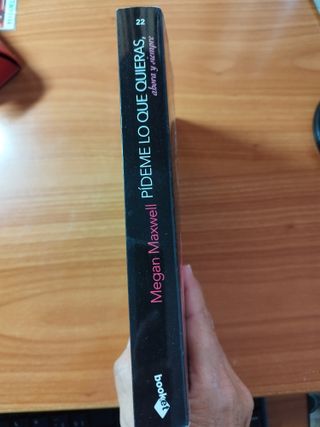 22
PÍDEME LO QUE QUIERAS,
ahora y siempre
Megan Maxwell
booket